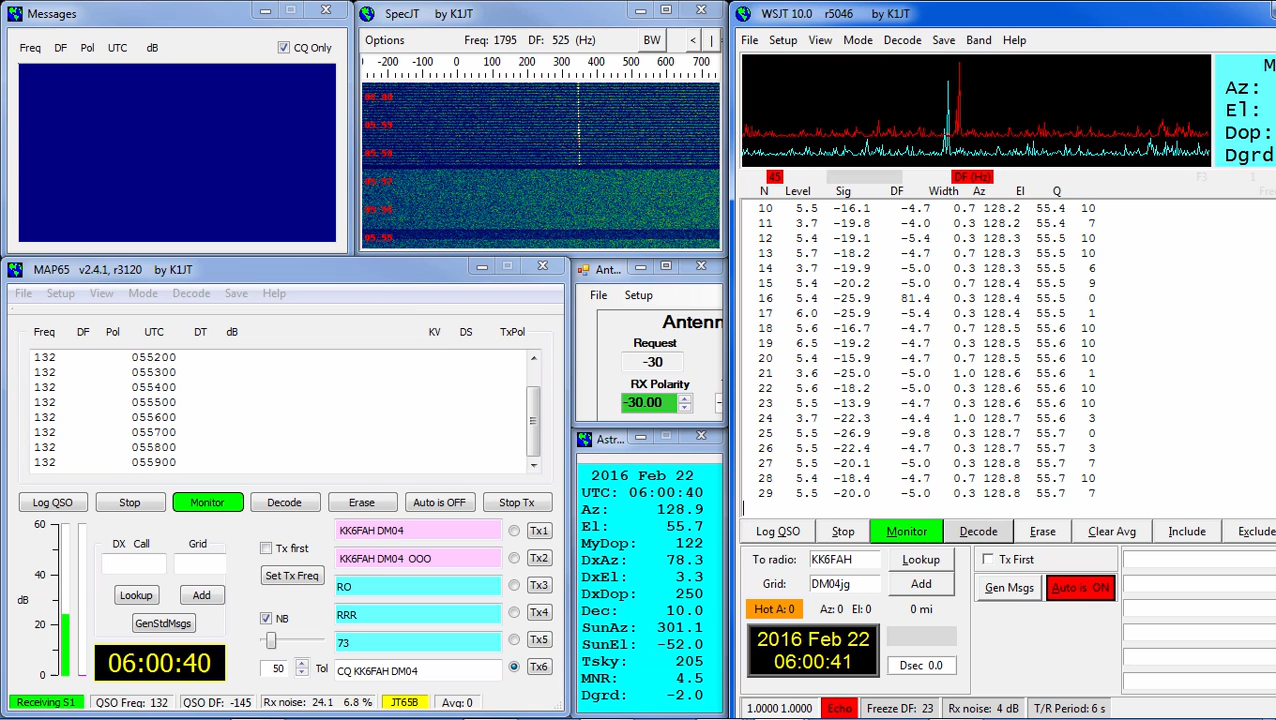 Messages
Freq DF Pol UTC dB
CQ Only
SpecJT by K1JT
Options Freq: 1795 DF: 525 (Hz) BW < |
-200 -100 0 100 200 300 400 500 600 700
WSJT 10.0 r5046 by K1JT
File Setup View Mode Decode Save Band Help
M
Az:
El:
Dop:
Dgrd
45 DF (Hz) F3 1
N Level Sig DF Width Az El Q Fre
10 5.5 -16.1 -4.7 0.7 128.2 55.4 10
11 3.7 -19.8 -4.7 0.3 128.2 55.4 7
12 5.4 -19.1 -5.4 0.3 128.3 55.5 10
13 5.7 -18.2 -4.7 0.3 128.3 55.5 10
14 3.7 -19.9 -5.0 0.3 128.3 55.5 6
15 5.4 -20.2 -5.0 0.3 128.4 55.5 9
16 5.4 -25.9 81.4 0.3 128.4 55.5 0
17 6.0 -25.9 -5.0 0.3 128.4 55.5 1
18 5.6 -16.7 -4.7 0.7 128.5 55.6 10
19 6.5 -19.2 -4.7 0.3 128.5 55.6 10
20 5.4 -15.9 -4.7 0.7 128.5 55.6 10
21 3.6 -25.0 -5.0 1.0 128.6 55.6 1
22 5.6 -18.2 -5.0 0.3 128.6 55.6 10
23 5.5 -13.9 -4.7 0.3 128.6 55.6 10
24 3.7 -22.3 -4.4 1.0 128.7 55.6 3
25 5.5 -26.9 -9.8 0.3 128.7 55.6 0
26 5.6 -22.4 -5.0 0.3 128.7 55.7 3
27 5.5 -20.1 -5.0 0.3 128.8 55.7 7
28 5.4 -18.4 -4.7 0.7 128.8 55.7 10
29 5.5 -20.0 0.3 128.8 55.7 7
MAP65 v2.4.1, r3120 by K1JT
File Setup View Mode Decode Save Help
Freq DF Pol UTC DT dB KV DS TxPol
132 055200
132 055300
132 055400
132 055500
132 055600
132 055700
132 055800
132 055900
Log QSO Stop Monitor Decode Erase Auto is OFF Stop Tx
60
40
dB
20
0
DX Call Grid
Lookup Add
GenStdMsgs
06:00:40
Tx first
Set Tx Freq
NB
50 Tol
KK6FAH DM04 Tx1
KK6FAH DM04 OOO Tx2
RO Tx3
RRR Tx4
73 Tx5
CQ KK6FAH DM04 Tx6
Receiving S1 QSO Freq: 132 QSO DF: -145 Rx noise: 24.1 6.8 % JT65B Avg: 0
Ant...
File Setup
Antenn
Request
-30
RX Polarity
-30.00
Astr...
2016 Feb 22
UTC: 06:00:40
Az: 128.9
El: 55.7
MyDop: 122
DxAz: 78.3
DxEl: 3.3
DxDop: 250
Dec: 10.0
SunAz: 301.1
SunEl: -52.0
Tsky: 205
MNR: 4.5
Dgrd: -2.0
Log QSO Stop Monitor Decode Erase Clear Avg Include Exclude
To radio: KK6FAH Lookup
Grid: DM04jg Add
Hot A: 0 Az: 0 El: 0 0 mi
2016 Feb 22
06:00:41
Dsec 0.0
Tx First
Gen Msgs Auto is ON
1.0000 1.0000 Echo Freeze DF: 23 Rx noise: 4 dB T/R Period: 6 s